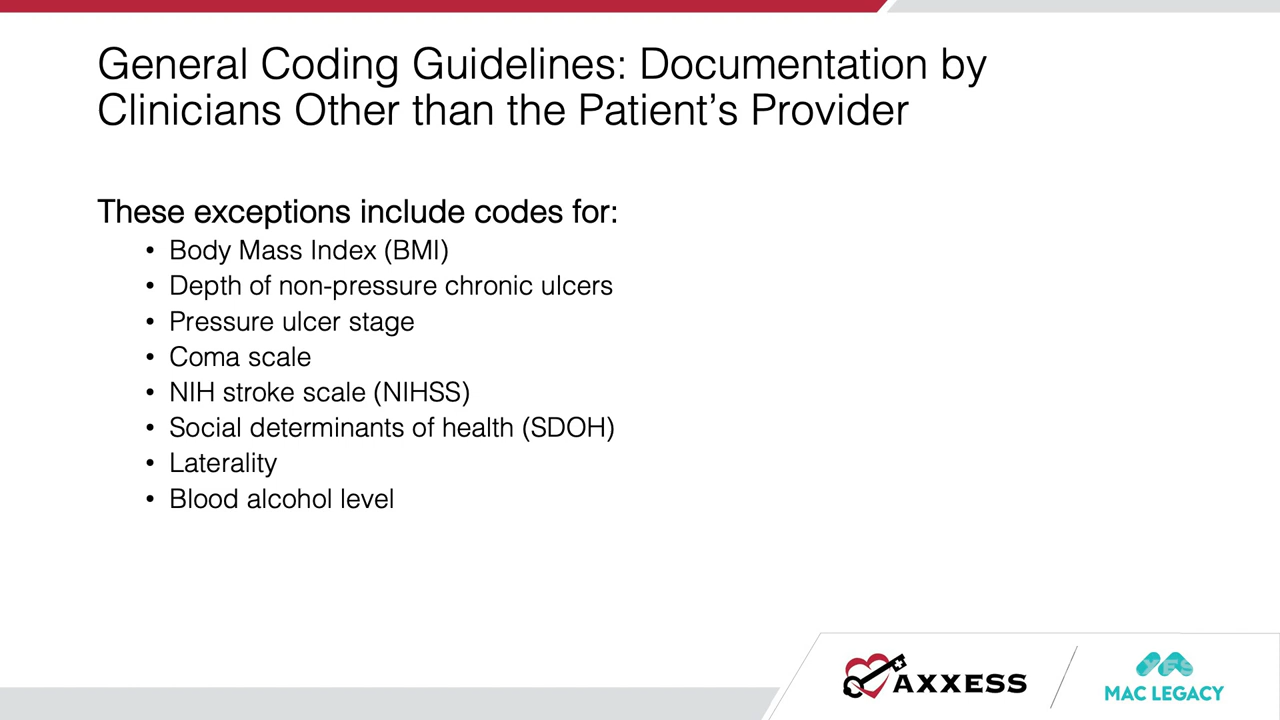 General Coding Guidelines: Documentation by
Clinicians Other than the Patient’s Provider
These exceptions include codes for:
• Body Mass Index (BMI)
• Depth of non-pressure chronic ulcers
• Pressure ulcer stage
• Coma scale
• NIH stroke scale (NIHSS)
• Social determinants of health (SDOH)
• Laterality
• Blood alcohol level
AXXESS
MAC LEGACY